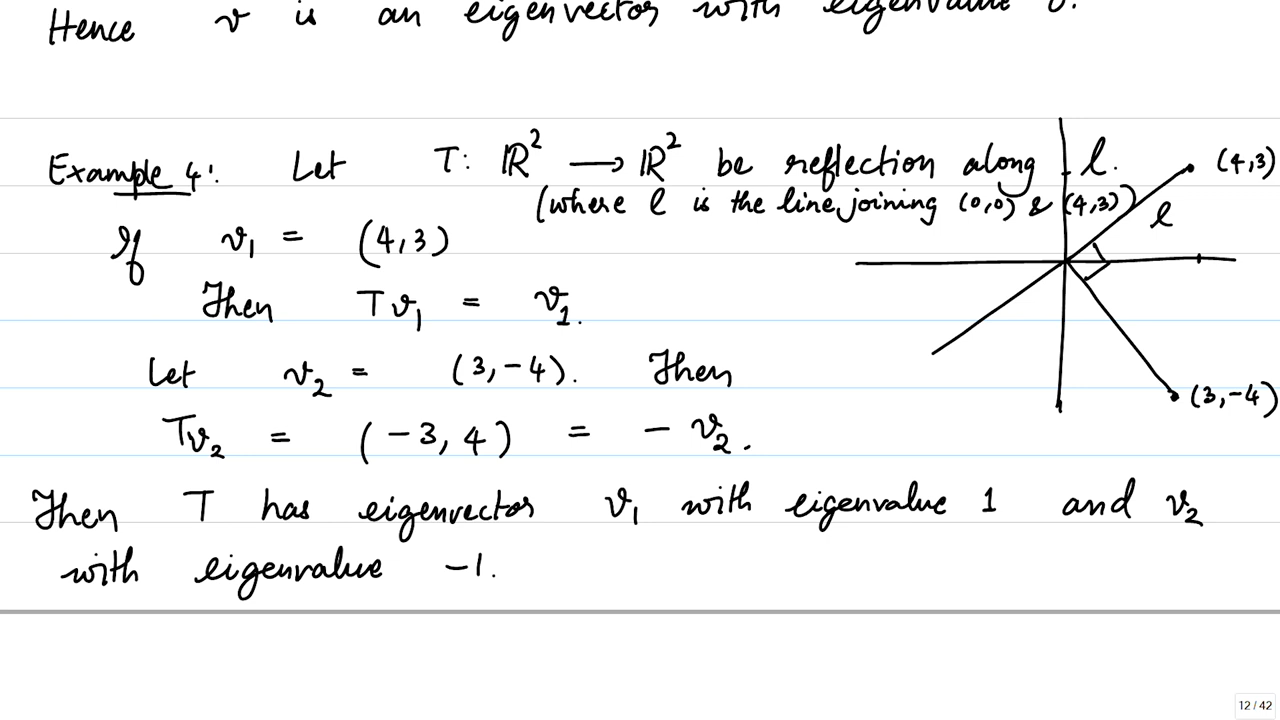 Hence v is an eigenvector with eigenvalue 0.
Example 4: Let T: ℝ² → ℝ² be reflection along l.
(where l is the line joining (0,0) & (4,3))
If v₁ = (4,3)
Then Tv₁ = v₁.
Let v₂ = (3,-4). Then
Tv₂ = (-3, 4) = - v₂.
Then T has eigenvector v₁ with eigenvalue 1 and v₂
with eigenvalue -1.
(4,3)
l
(3,-4)
12 / 42